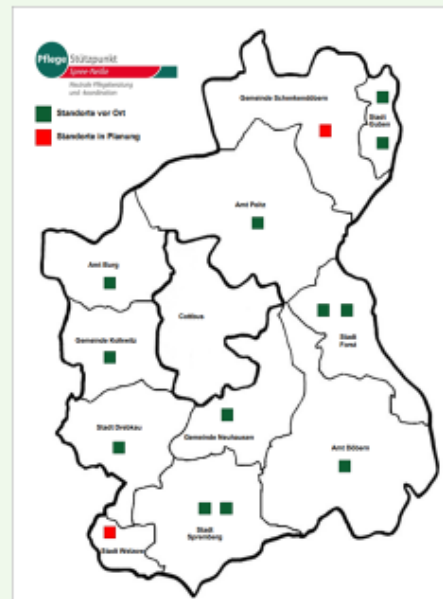 Pflege Stützpunkt
Spree-Neiße
Neutrale Pflegeberatung
und -koordination
Standorte vor Ort
Standorte in Planung
Gemeinde Schenkendöbern
Stadt
Guben
Amt Peitz
Amt Burg
Cottbus
Gemeinde Kolkwitz
Stadt
Forst
Stadt Drebkau
Gemeinde Neuhausen
Amt Döbern
Stadt
Spremberg
Stadt Welzow